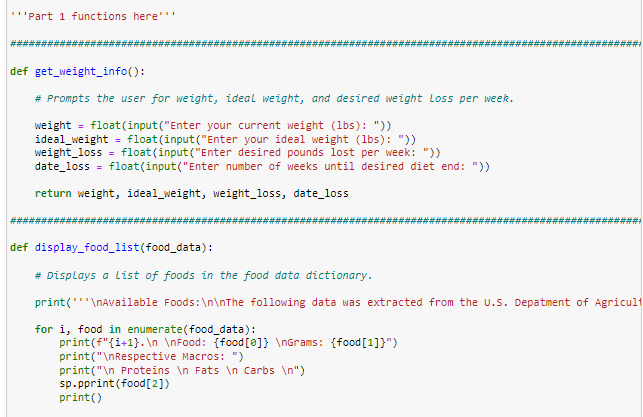 '''Part 1 functions here'''
####################################################################################################
def get_weight_info():
# Prompts the user for weight, ideal weight, and desired weight loss per week.
weight = float(input("Enter your current weight (lbs): "))
ideal_weight = float(input("Enter your ideal weight (lbs): "))
weight_loss = float(input("Enter desired pounds lost per week: "))
date_loss = float(input("Enter number of weeks until desired diet end: "))
return weight, ideal_weight, weight_loss, date_loss
####################################################################################################
def display_food_list(food_data):
# Displays a list of foods in the food data dictionary.
print('''\nAvailable Foods:\n\nThe following data was extracted from the U.S. Depatment of Agricult
for i, food in enumerate(food_data):
print(f"{i+1}.\n \nFood: {food[0]} \nGrams: {food[1]}")
print("\nRespective Macros: ")
print("\n Proteins \n Fats \n Carbs \n")
sp.pprint(food[2])
print()